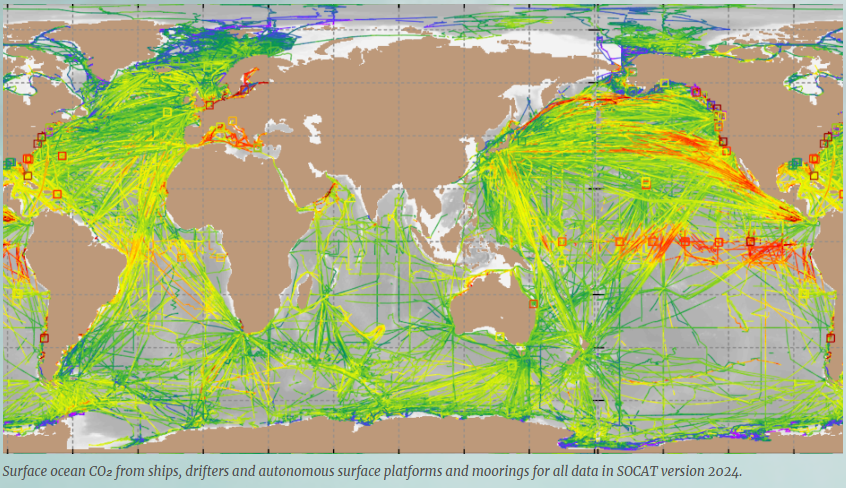 Surface ocean CO₂ from ships, drifters and autonomous surface platforms and moorings for all data in SOCAT version 2024.